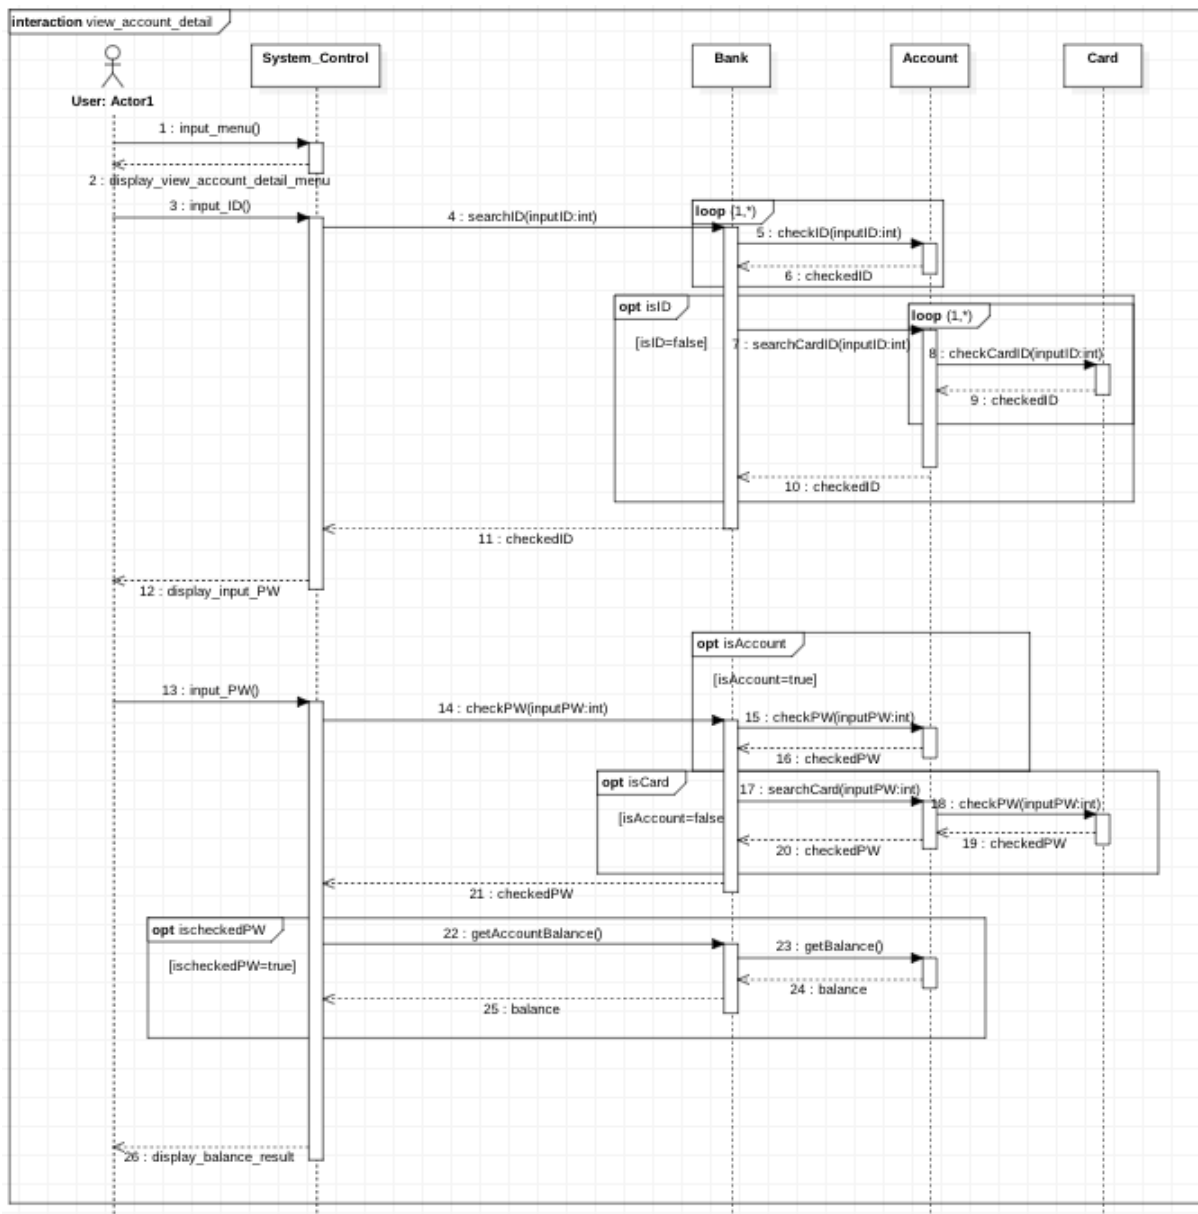 interaction view_account_detail
System_Control
Bank
Account
Card
User: Actor1
1 : input_menu()
2 : display_view_account_detail_menu
3 : input_ID()
4 : searchID(inputID:int)
loop (1,*)
5 : checkID(inputID:int)
6 : checkedID
opt isID
[isID=false]
loop (1,*)
7 : searchCardID(inputID:int)
8 : checkCardID(inputID:int)
9 : checkedID
10 : checkedID
11 : checkedID
12 : display_input_PW
opt isAccount
[isAccount=true]
13 : input_PW()
14 : checkPW(inputPW:int)
15 : checkPW(inputPW:int)
16 : checkedPW
opt isCard
[isAccount=false
17 : searchCard(inputPW:int)
18 : checkPW(inputPW:int)
19 : checkedPW
20 : checkedPW
21 : checkedPW
opt ischeckedPW
[ischeckedPW=true]
22 : getAccountBalance()
23 : getBalance()
24 : balance
25 : balance
26 : display_balance_result